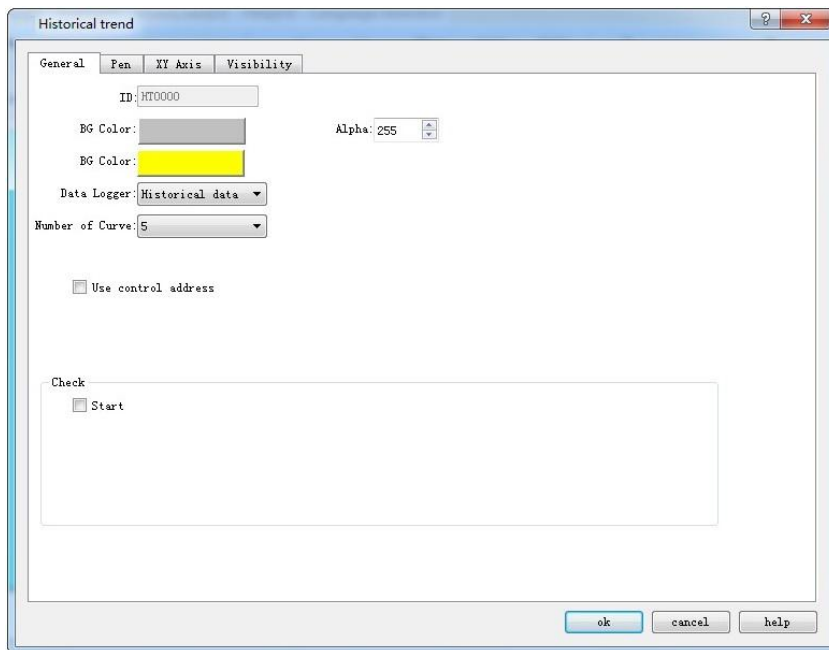 Historical trend
General Pen XY Axis Visibility
ID: HT0000
BG Color: Alpha: 255
BG Color:
Data Logger: Historical data
Number of Curve: 5
Use control address
Check
Start
ok cancel help